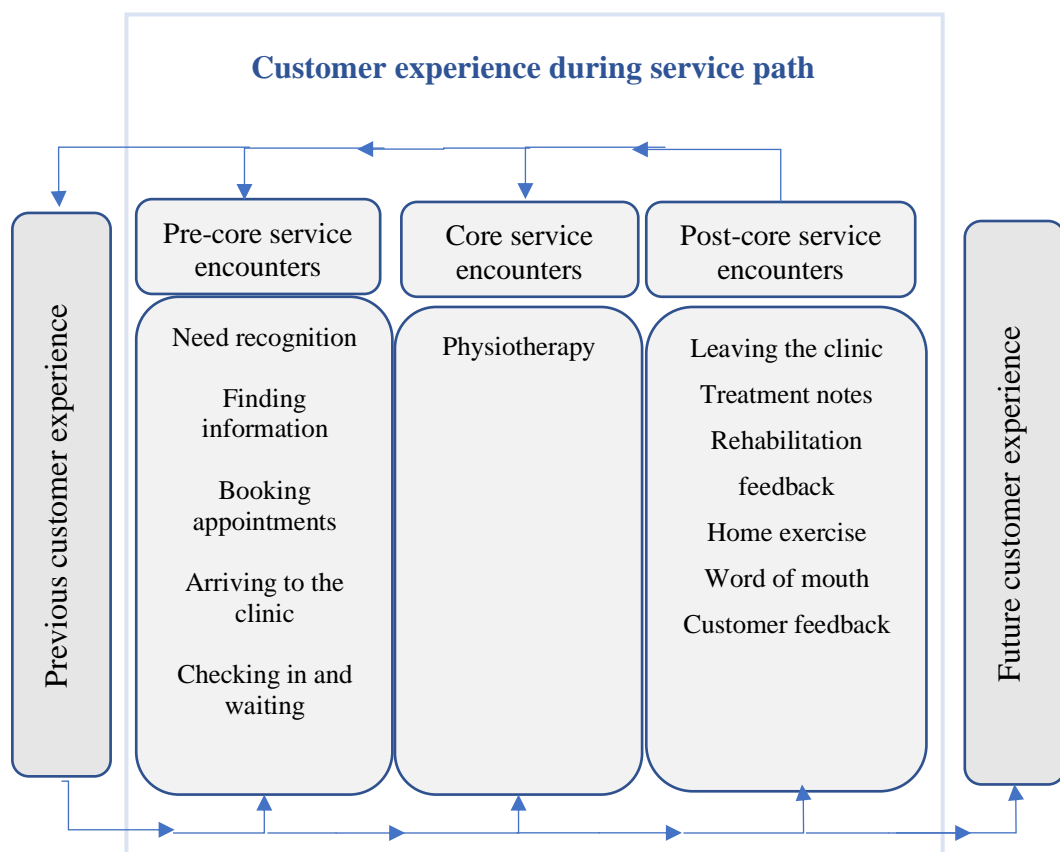 Customer experience during service path
Previous customer experience
Pre-core service
encounters
Need recognition
Finding
information
Booking
appointments
Arriving to the
clinic
Checking in and
waiting
Core service
encounters
Physiotherapy
Post-core service
encounters
Leaving the clinic
Treatment notes
Rehabilitation
feedback
Home exercise
Word of mouth
Customer feedback
Future customer experience